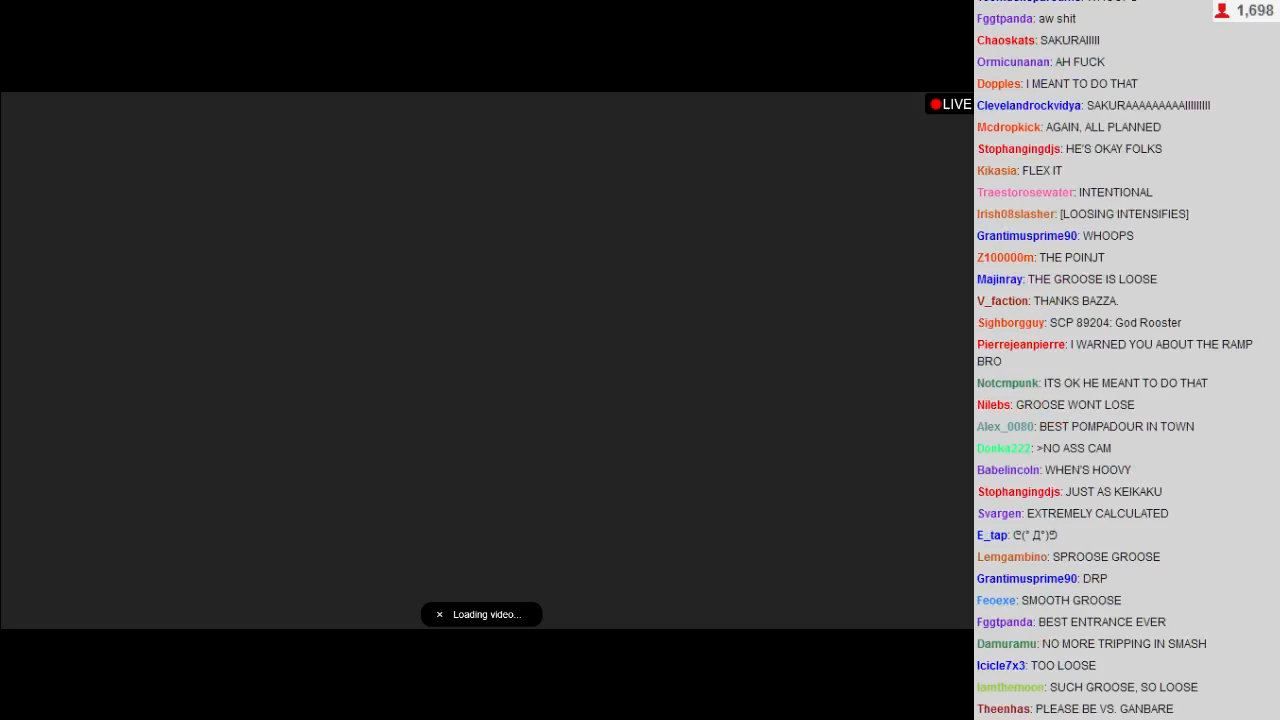 1,698
Fggtpanda: aw shit
Chaoskats: SAKURAIIIII
Ormicunanan: AH FUCK
Dopples: I MEANT TO DO THAT
LIVE
Clevelandrockvidya: SAKURAAAAAAAAAIIIIIIIII
Mcdropkick: AGAIN, ALL PLANNED
Stophangingdjs: HE'S OKAY FOLKS
Kikasia: FLEX IT
Traestorosewater: INTENTIONAL
Irish08slasher: [LOOSING INTENSIFIES]
Grantimusprime90: WHOOPS
Z100000m: THE POINJT
Majinray: THE GROOSE IS LOOSE
V_faction: THANKS BAZZA.
Sighborgguy: SCP 89204: God Rooster
Pierrejeanpierre: I WARNED YOU ABOUT THE RAMP
BRO
Notcmpunk: ITS OK HE MEANT TO DO THAT
Nilebs: GROOSE WONT LOSE
Alex_0080: BEST POMPADOUR IN TOWN
Donka222: >NO ASS CAM
Babelincoln: WHEN'S HOOVY
Stophangingdjs: JUST AS KEIKAKU
Svargen: EXTREMELY CALCULATED
E_tap: ᕦ(° Д°)ᕤ
Lemgambino: SPROOSE GROOSE
Grantimusprime90: DRP
Feoexe: SMOOTH GROOSE
× Loading video...
Fggtpanda: BEST ENTRANCE EVER
Damuramu: NO MORE TRIPPING IN SMASH
Icicle7x3: TOO LOOSE
Iamthemoon: SUCH GROOSE, SO LOOSE
Theenhas: PLEASE BE VS. GANBARE